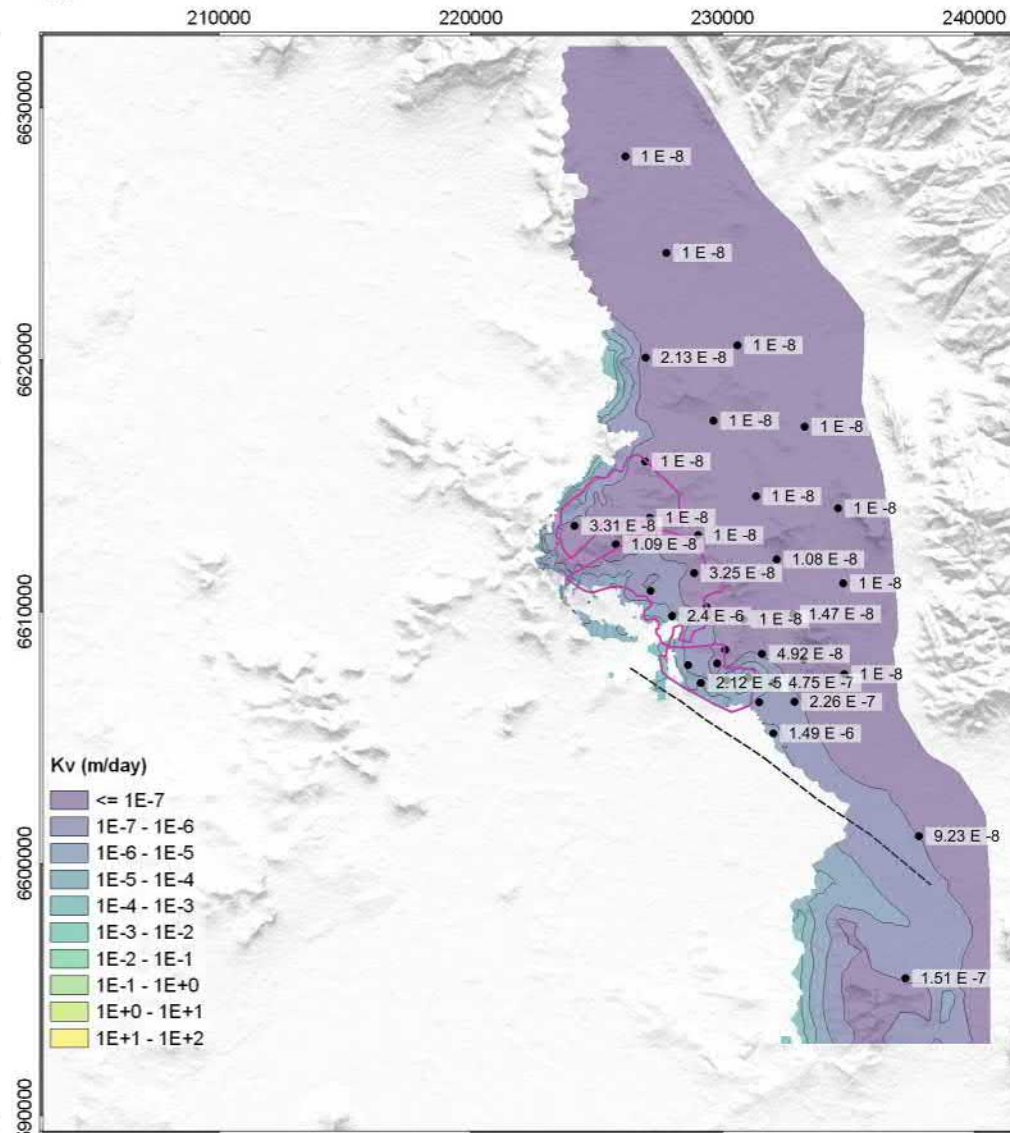 210000
220000
230000
240000
6630000
6620000
6610000
6600000
1 E -8
1 E -8
1 E -8
2.13 E -8
1 E -8
1 E -8
1 E -8
1 E -8
1 E -8
1 E -8
3.31 E -8
1 E -8
1.09 E -8
1.08 E -8
3.25 E -8
1 E -8
2.4 E -6
1 E -8
1.47 E -8
4.92 E -8
1 E -8
2.12 E -5
4.75 E -7
2.26 E -7
1.49 E -6
9.23 E -8
1.51 E -7
Kv (m/day)
<= 1E-7
1E-7 - 1E-6
1E-6 - 1E-5
1E-5 - 1E-4
1E-4 - 1E-3
1E-3 - 1E-2
1E-2 - 1E-1
1E-1 - 1E+0
1E+0 - 1E+1
1E+1 - 1E+2